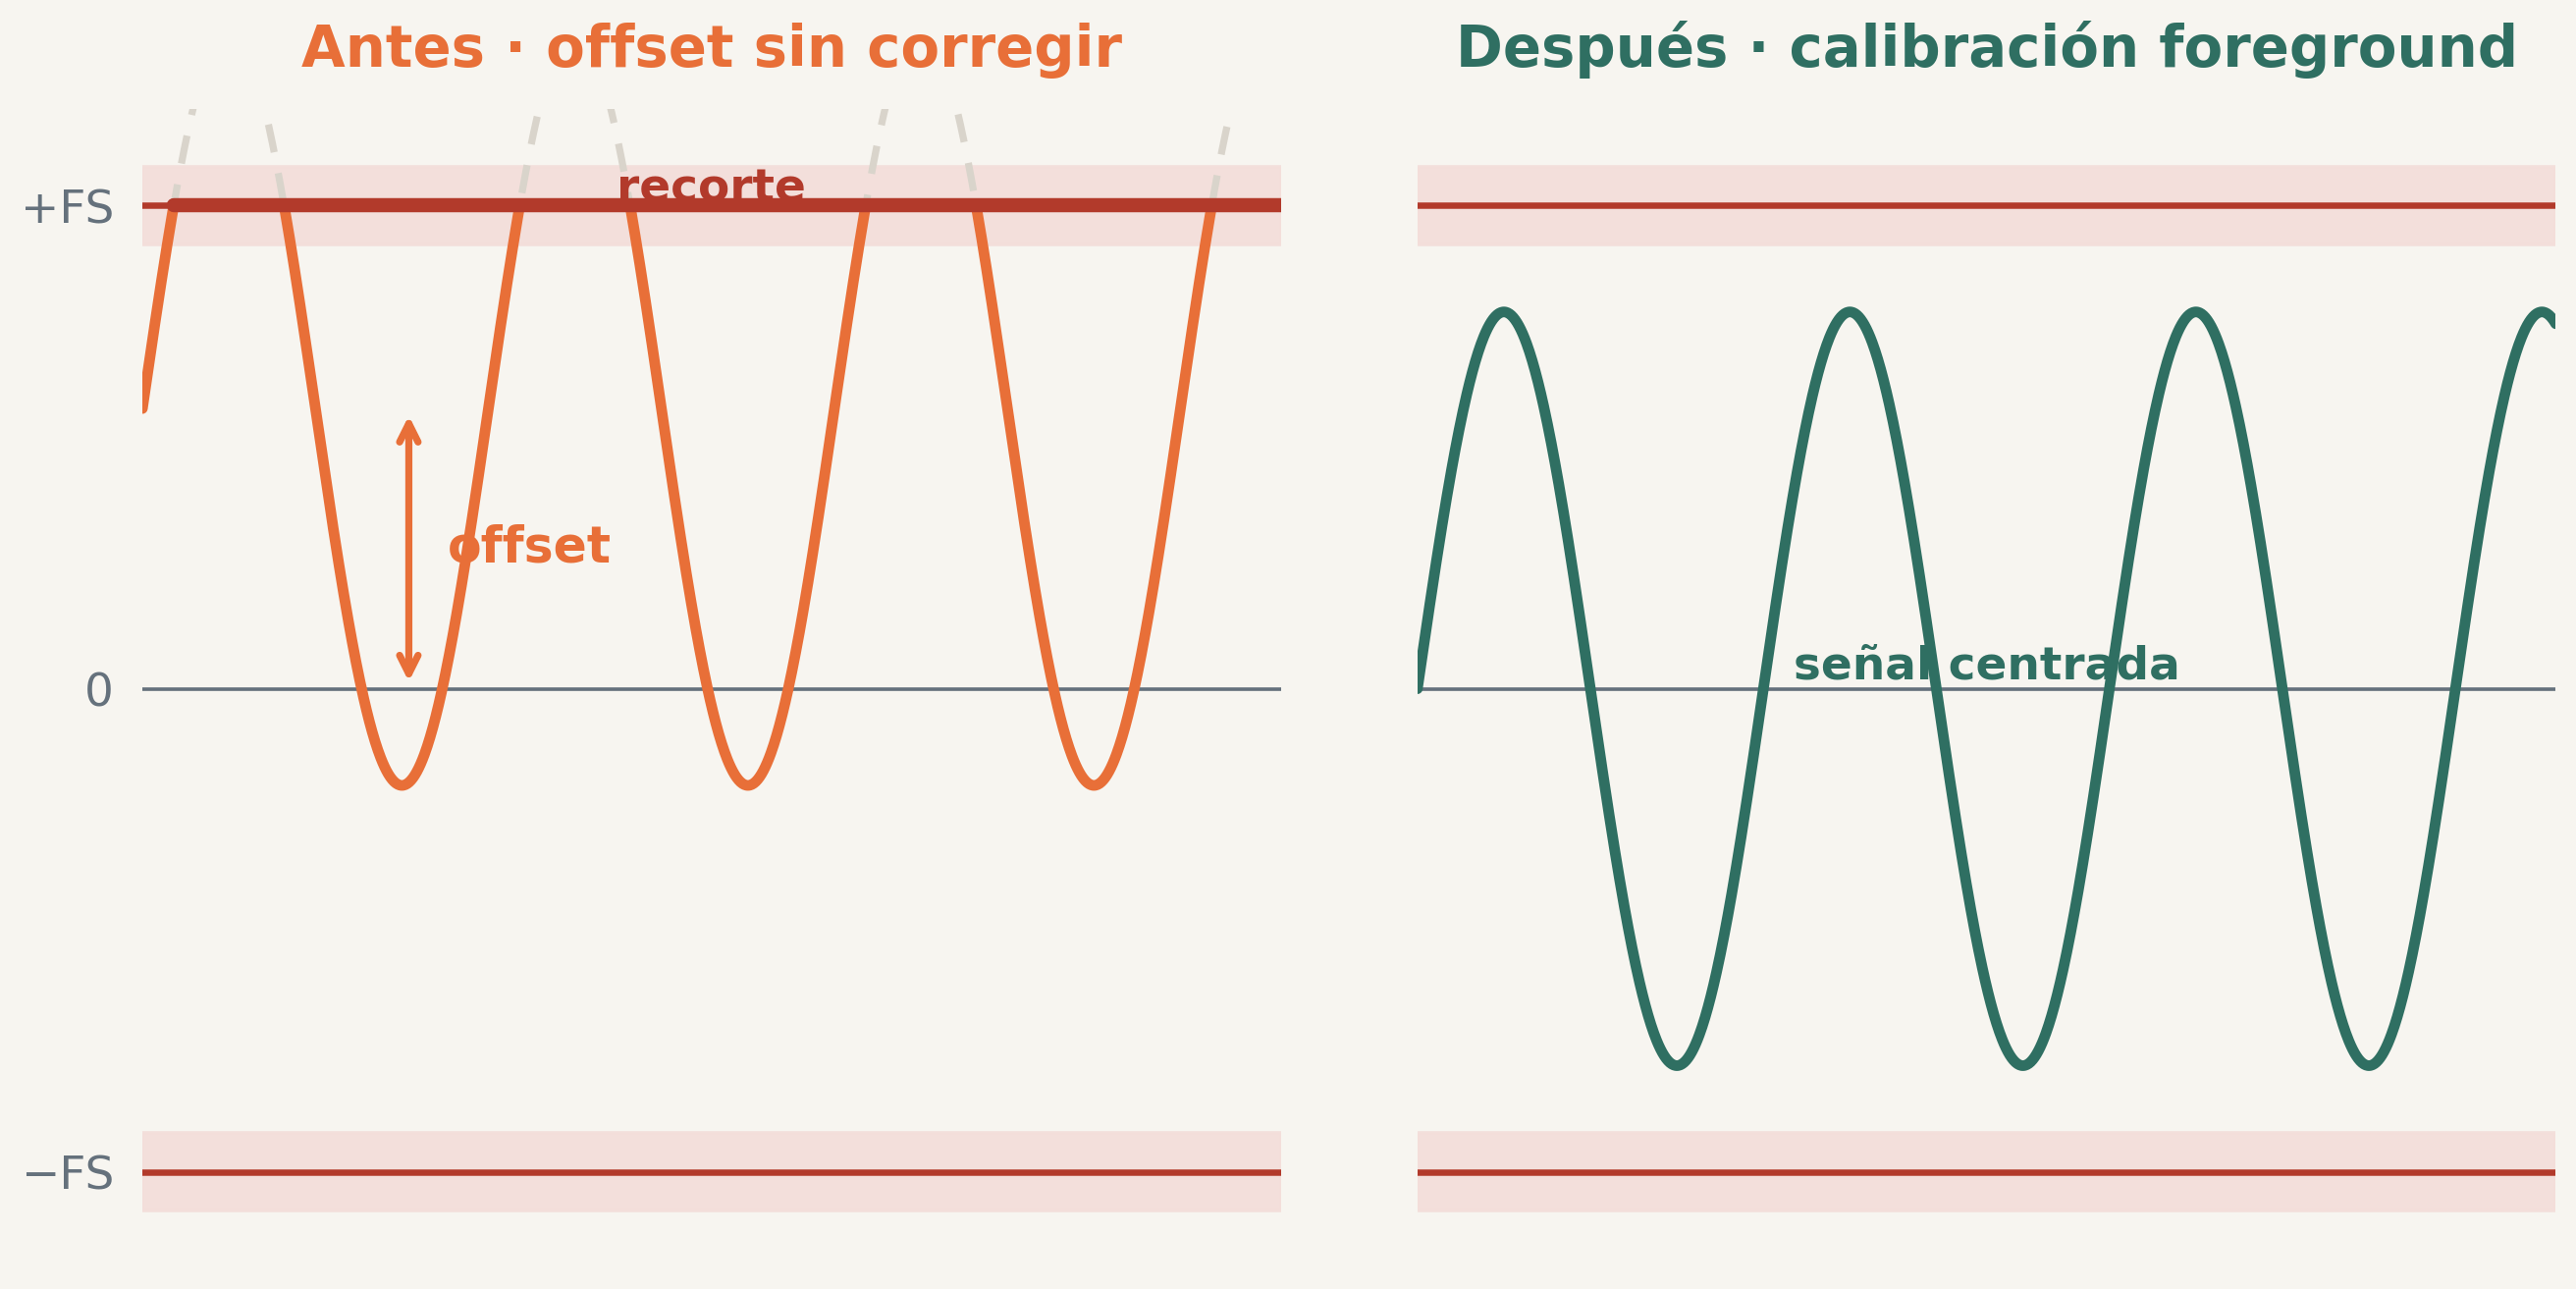 Antes · offset sin corregir
Después · calibración foreground
+FS
recorte
offset
0
señal centrada
−FS